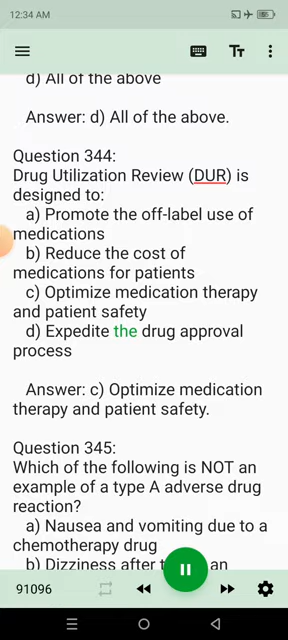 12:34 AM
d) All of the above
Answer: d) All of the above.
Question 344:
Drug Utilization Review (DUR) is
designed to:
a) Promote the off-label use of
medications
b) Reduce the cost of
medications for patients
c) Optimize medication therapy
and patient safety
d) Expedite the drug approval
process
Answer: c) Optimize medication
therapy and patient safety.
Question 345:
Which of the following is NOT an
example of a type A adverse drug
reaction?
a) Nausea and vomiting due to a
chemotherapy drug
b) Dizziness after an
91096